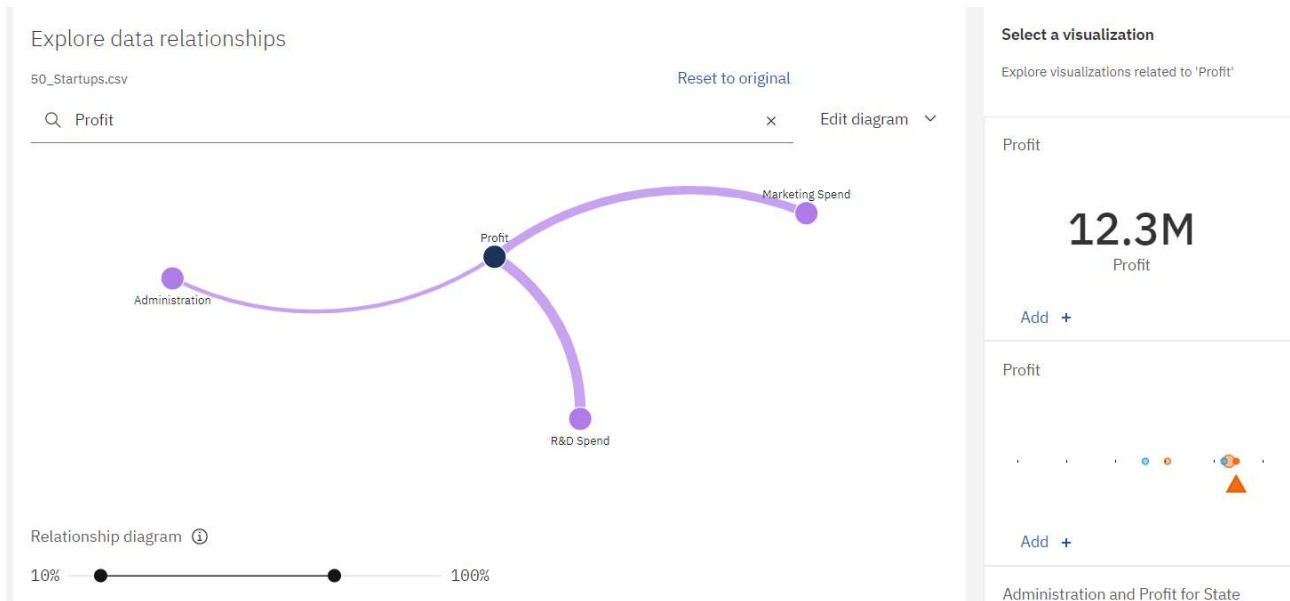 Explore data relationships
50_Startups.csv
Reset to original
Profit
×
Edit diagram
Marketing Spend
Profit
Administration
R&D Spend
Relationship diagram
10%
100%
Select a visualization
Explore visualizations related to 'Profit'
Profit
12.3M
Profit
Add +
Profit
Add +
Administration and Profit for State